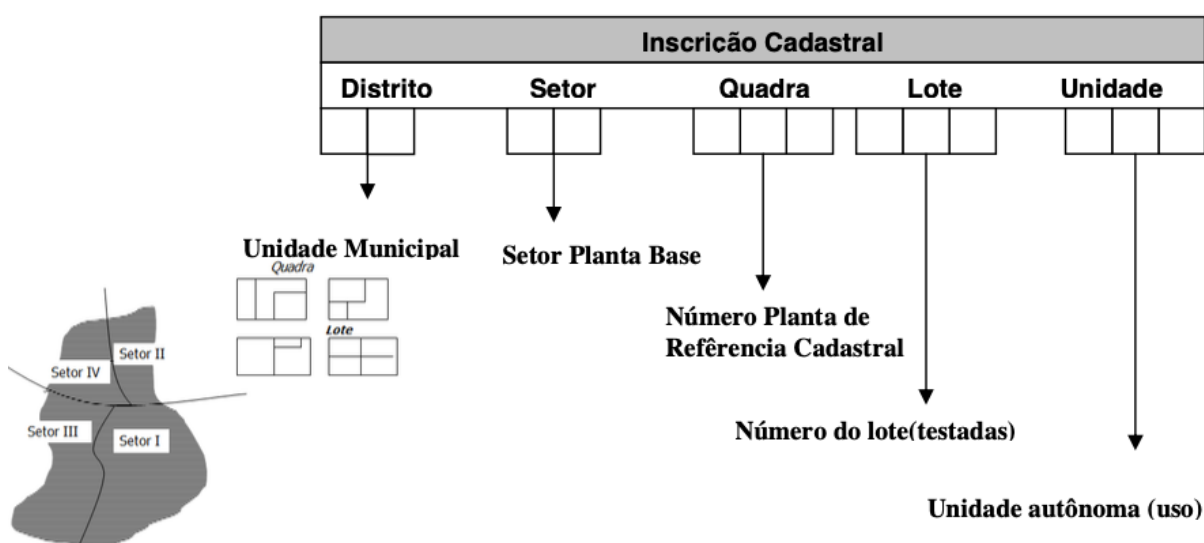 Inscrição Cadastral
Distrito Setor Quadra Lote Unidade
Unidade Municipal
Setor Planta Base
Quadra
Número Planta de
Refêrencia Cadastral
Lote
Setor II
Setor IV
Setor III
Setor I
Número do lote(testadas)
Unidade autônoma (uso)